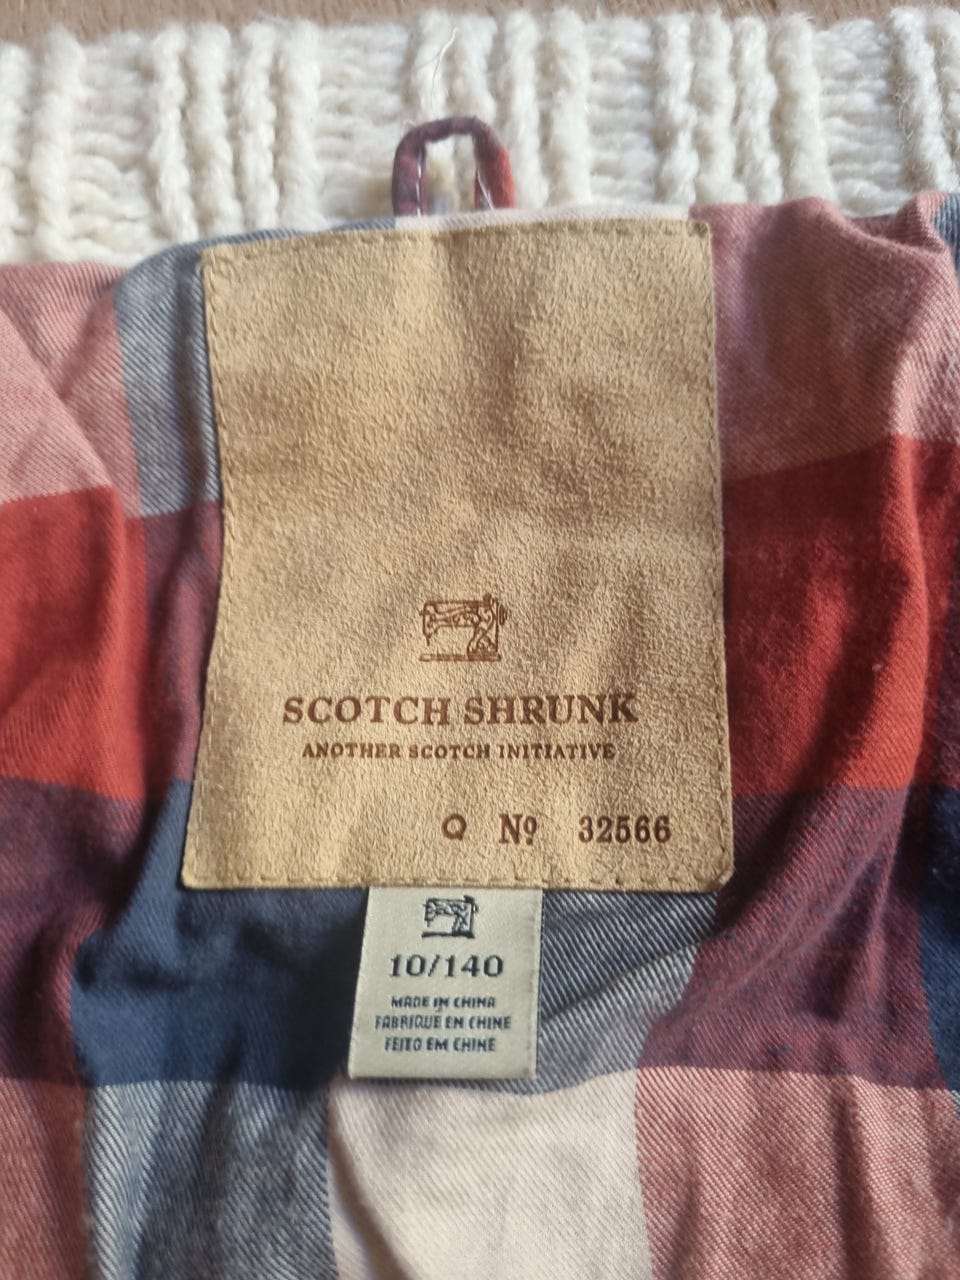 SCOTCH SHRUNK
ANOTHER SCOTCH INITIATIVE
Q Nº 32566
10/140
MADE IN CHINA
FABRIQUE EN CHINE
FEITO EM CHINE